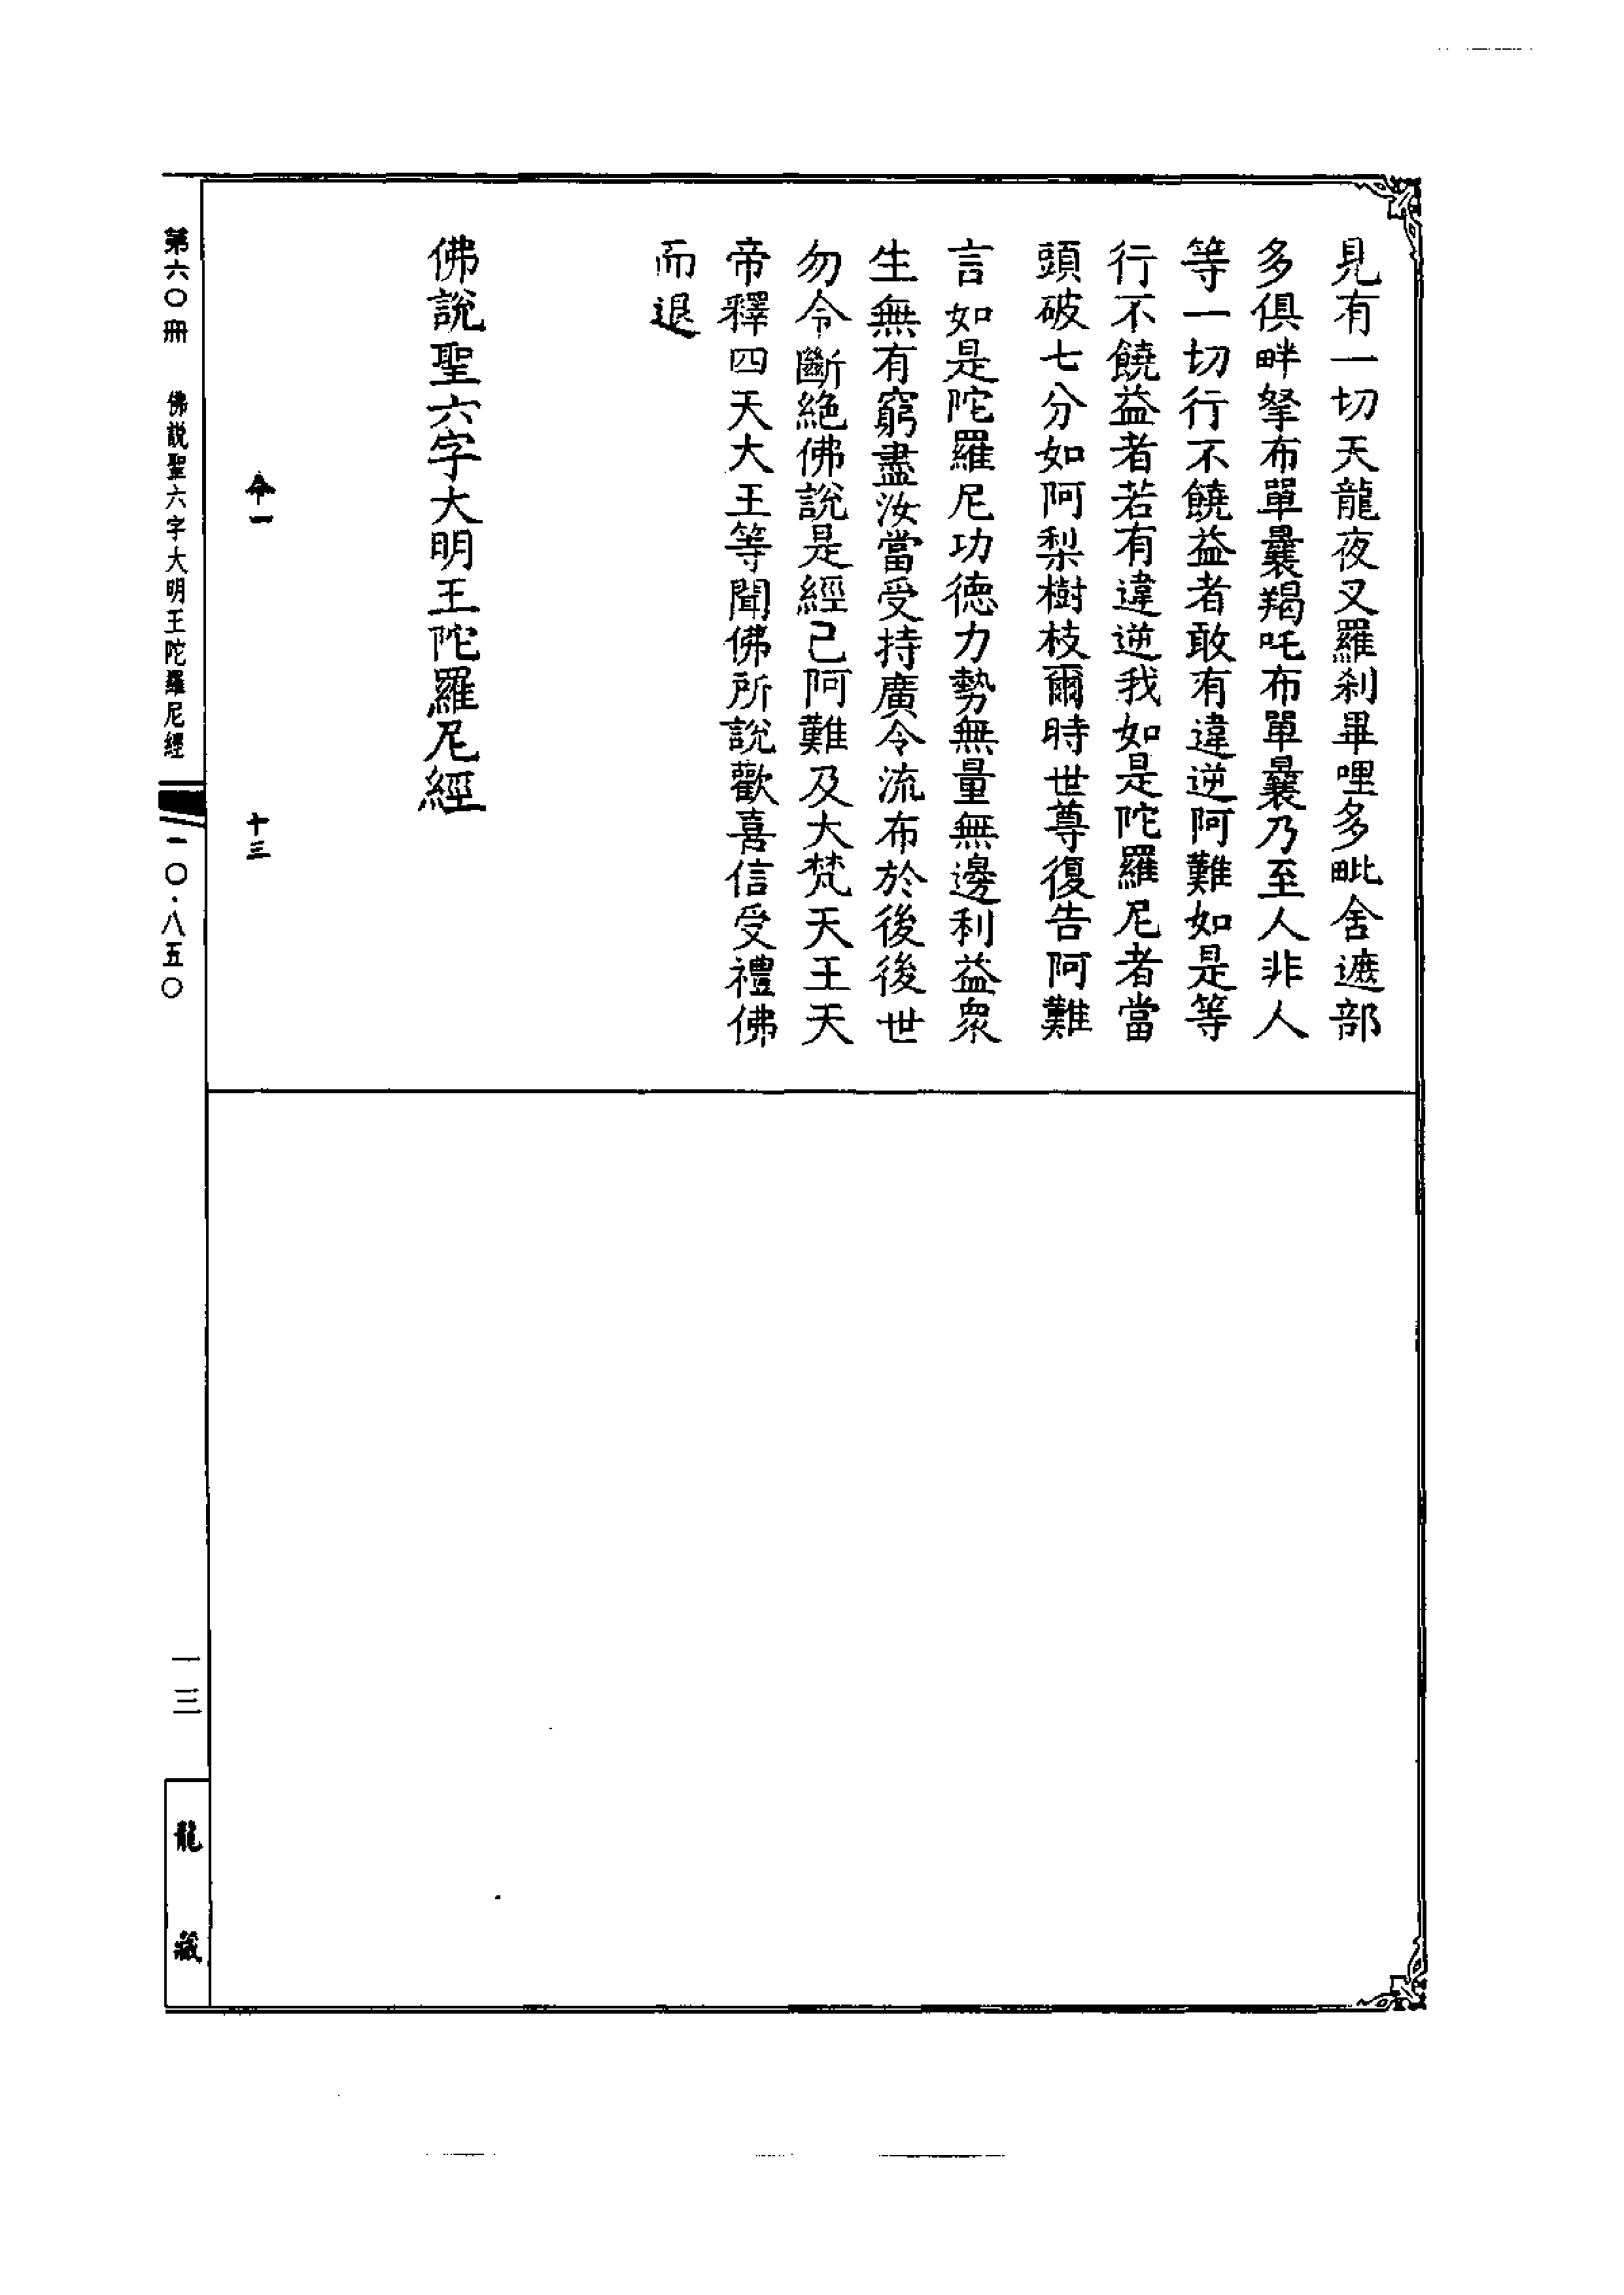 見有一切天龍夜叉羅刹畢哩多毗舍遮部
多俱畔拏布單曩羯吒布單曩乃至人非人
等一切行不饒益者敢有違逆阿難如是等
行不饒益者若有違逆我如是陀羅尼者當
頭破七分如阿梨樹枝爾時世尊復告阿難
言如是陀羅尼功德力勢無量無邊利益衆
生無有窮盡汝當受持廣令流布於後後世
勿令斷絶佛說是經已阿難及大梵天王天
帝釋四天大王等聞佛所說歡喜信受禮佛
而退
佛說聖六字大明王陀羅尼經
十三
第六〇冊 佛說聖六字大明王陀羅尼經 一〇·八五〇
一三
龍藏